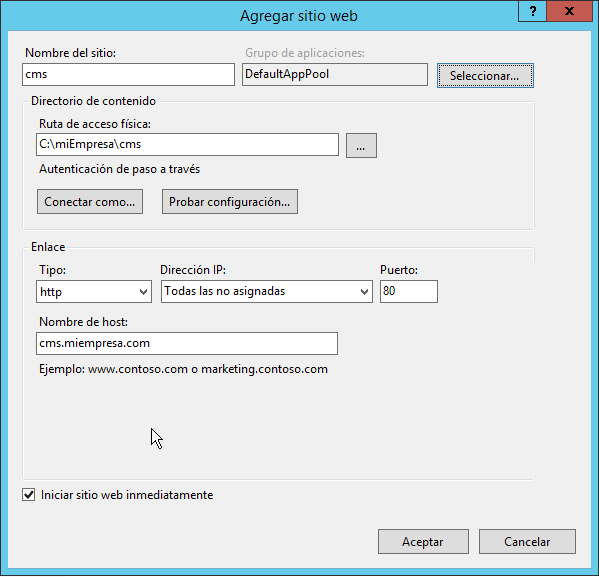 Agregar sitio web
?
x
Nombre del sitio:
Grupo de aplicaciones:
cms
DefaultAppPool
Seleccionar...
Directorio de contenido
Ruta de acceso física:
C:\miEmpresa\cms
...
Autenticación de paso a través
Conectar como...
Probar configuración...
Enlace
Tipo:
Dirección IP:
Puerto:
http
Todas las no asignadas
80
Nombre de host:
cms.miempresa.com
Ejemplo: www.contoso.com o marketing.contoso.com
Iniciar sitio web inmediatamente
Aceptar
Cancelar